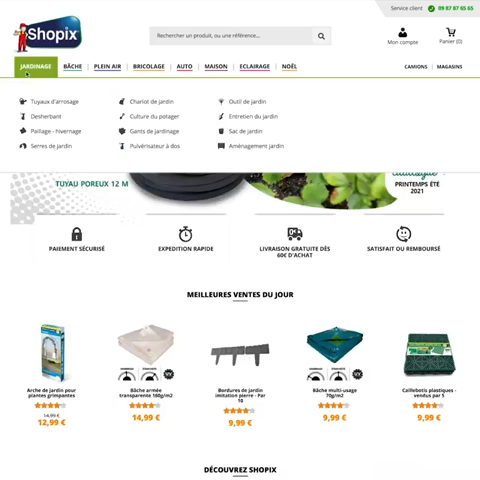 Service client 09 87 87 65 65
Shopix
Rechercher un produit, ou une référence...
Mon compte
Panier (0)
JARDINAGE
BÂCHE
PLEIN AIR
BRICOLAGE
AUTO
MAISON
ECLAIRAGE
NOËL
CAMIONS
MAGASINS
Tuyaux d'arrosage
Chariot de jardin
Outil de jardin
Desherbant
Culture du potager
Entretien du jardin
Paillage - hivernage
Gants de jardinage
Sac de jardin
Serres de jardin
Pulvérisateur à dos
Aménagement jardin
TUYAU POREUX 12 M
catalogue
PRINTEMPS ÉTÉ
2021
PAIEMENT SÉCURISÉ
EXPEDITION RAPIDE
LIVRAISON GRATUITE DÈS
60€ D'ACHAT
SATISFAIT OU REMBOURSÉ
MEILLEURES VENTES DU JOUR
Arche de jardin pour
plantes grimpantes
14,99 €
12,99 €
Bâche armée
transparente 160g/m2
14,99 €
Bordures de jardin
imitation pierre - Par
10
9,99 €
Bâche multi-usage
70g/m2
9,99 €
Caillebotis plastiques -
vendus par 5
9,99 €
DÉCOUVREZ SHOPIX